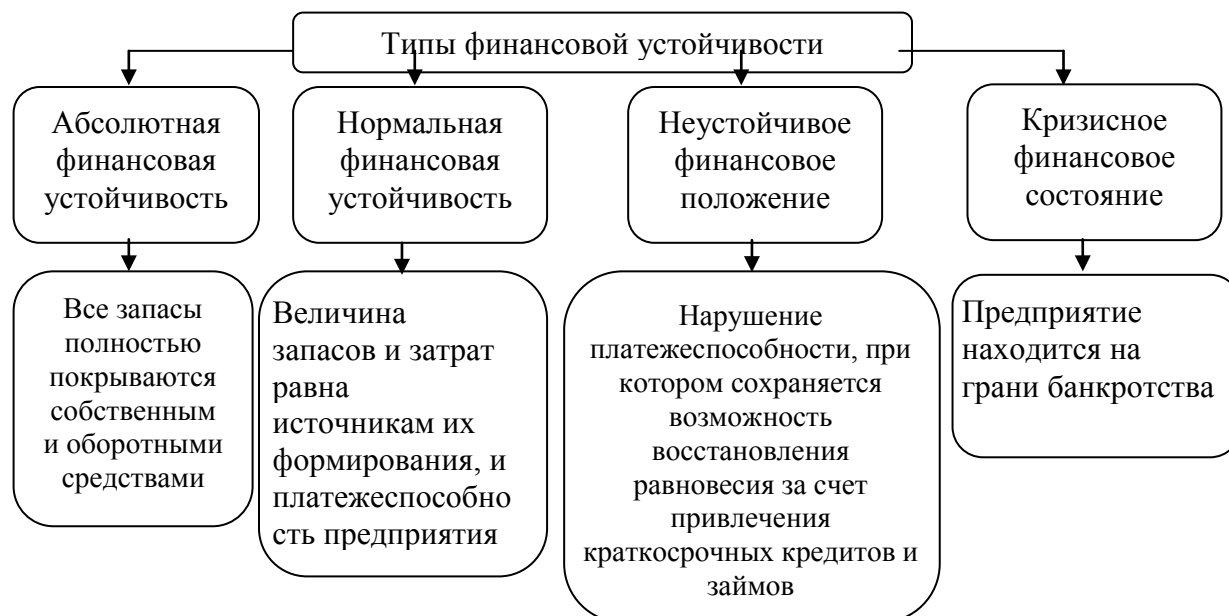 Типы финансовой устойчивости
Абсолютная
финансовая
устойчивость
Нормальная
финансовая
устойчивость
Неустойчивое
финансовое
положение
Кризисное
финансовое
состояние
Все запасы
полностью
покрываются
собственным
и оборотными
средствами
Величина
запасов и затрат
равна
источникам их
формирования, и
платежеспособно
сть предприятия
Нарушение
платежеспособности, при
котором сохраняется
возможность
восстановления
равновесия за счет
привлечения
краткосрочных кредитов и
займов
Предприятие
находится на
грани банкротства